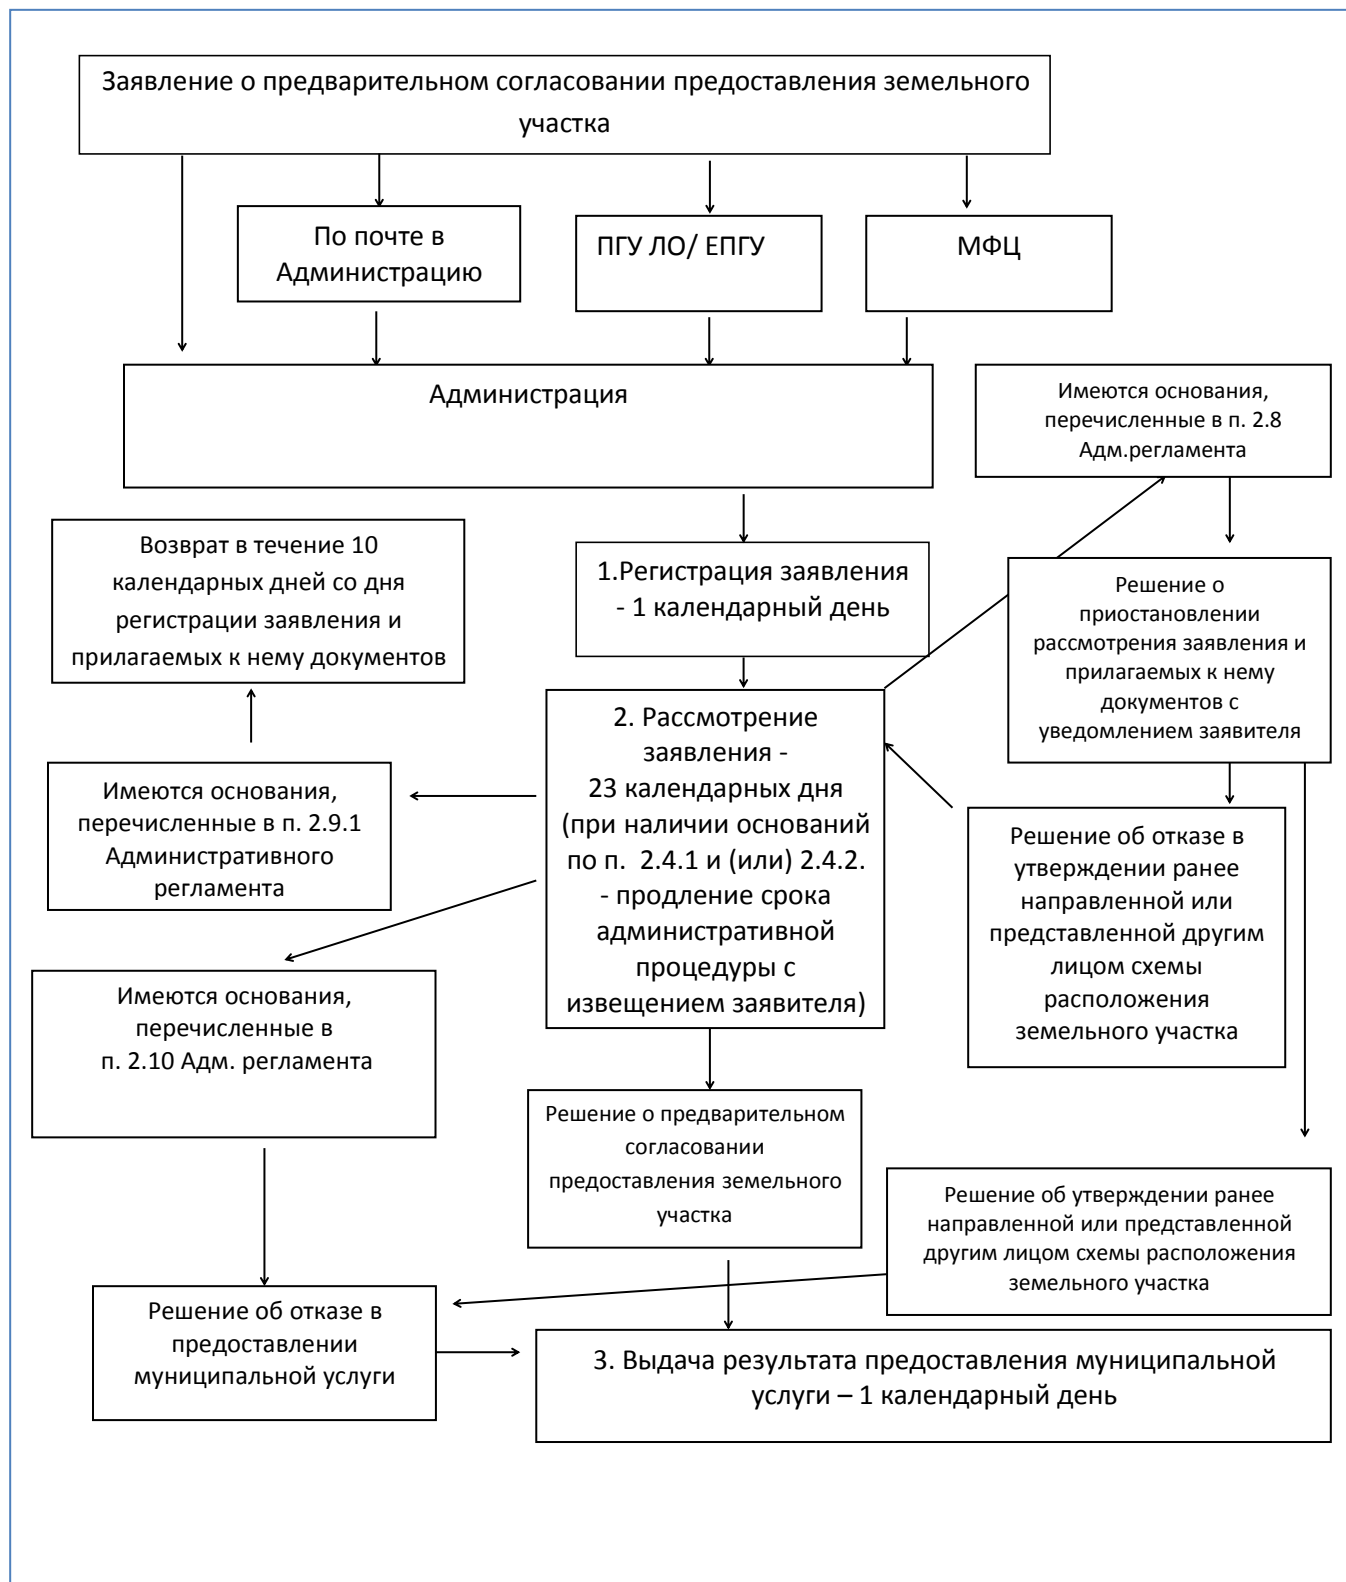 Заявление о предварительном согласовании предоставления земельного
участка
По почте в
Администрацию
ПГУ ЛО/ ЕПГУ
МФЦ
Администрация
Имеются основания,
перечисленные в п. 2.8
Адм.регламента
Возврат в течение 10
календарных дней со дня
регистрации заявления и
прилагаемых к нему документов
1.Регистрация заявления
- 1 календарный день
Решение о
приостановлении
рассмотрения заявления и
прилагаемых к нему
документов с
уведомлением заявителя
2. Рассмотрение
заявления -
23 календарных дня
(при наличии оснований
по п. 2.4.1 и (или) 2.4.2.
- продление срока
административной
процедуры с
извещением заявителя)
Имеются основания,
перечисленные в п. 2.9.1
Административного
регламента
Решение об отказе в
утверждении ранее
направленной или
представленной другим
лицом схемы
расположения
земельного участка
Имеются основания,
перечисленные в
п. 2.10 Адм. регламента
Решение о предварительном
согласовании
предоставления земельного
участка
Решение об утверждении ранее
направленной или представленной
другим лицом схемы расположения
земельного участка
Решение об отказе в
предоставлении
муниципальной услуги
3. Выдача результата предоставления муниципальной
услуги – 1 календарный день